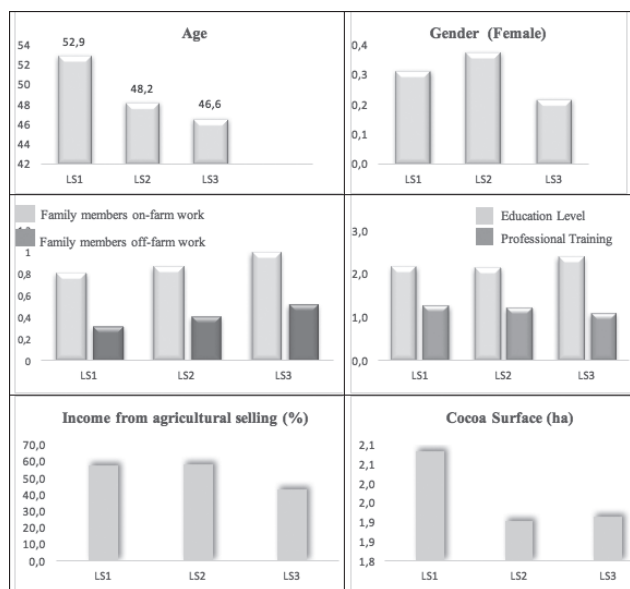 Age
54
52
50
48
46
44
42
52,9
48,2
46,6
LS1 LS2 LS3
Gender (Female)
0,4
0,3
0,2
0,1
0,0
LS1 LS2 LS3
Family members on-farm work
Family members off-farm work
1
0,8
0,6
0,4
0,2
0
LS1 LS2 LS3
Education Level
Professional Training
3,0
2,0
1,0
0,0
LS1 LS2 LS3
Income from agricultural selling (%)
70,0
60,0
50,0
40,0
30,0
20,0
10,0
0,0
LS1 LS2 LS3
Cocoa Surface (ha)
2,1
2,1
2,0
2,0
1,9
1,9
1,8
LS1 LS2 LS3